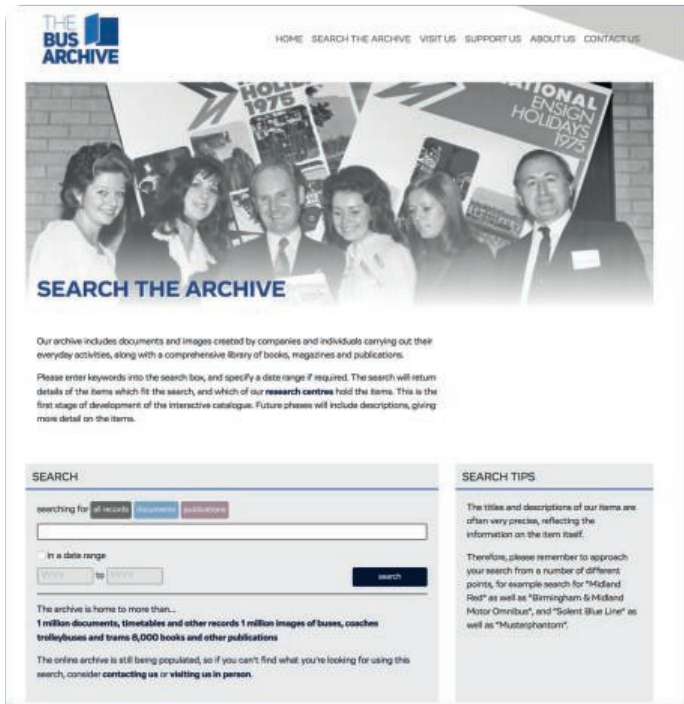 THE
BUS
ARCHIVE
HOME SEARCH THE ARCHIVE VISIT US SUPPORT US ABOUT US CONTACT US
HOLI
1975
NATIONAL
ENSIGN
HOLIDAYS
1975
SEARCH THE ARCHIVE
Our archive includes documents and images created by companies and individuals carrying out their
everyday activities, along with a comprehensive library of books, magazines and publications.
Please enter keywords into the search box, and specify a date range if required. The search will return
details of the items which fit the search, and which of our research centres hold the items. This is the
first stage of development of the interactive catalogue. Future phases will include descriptions, giving
more detail on the items.
SEARCH
searching for all records documents publications
in a date range
YYYY to YYYY search
The archive is home to more than...
1 million documents, timetables and other records 1 million images of buses, coaches
trolleybuses and trams 8,000 books and other publications
The online archive is still being populated, so if you can't find what you're looking for using this
search, consider contacting us or visiting us in person.
SEARCH TIPS
The titles and descriptions of our items are
often very precise, reflecting the
information on the item itself.
Therefore, please remember to approach
your search from a number of different
points, for example search for "Midland
Red" as well as "Birmingham & Midland
Motor Omnibus", and "Solent Blue Line" as
well as "Musterphantom".